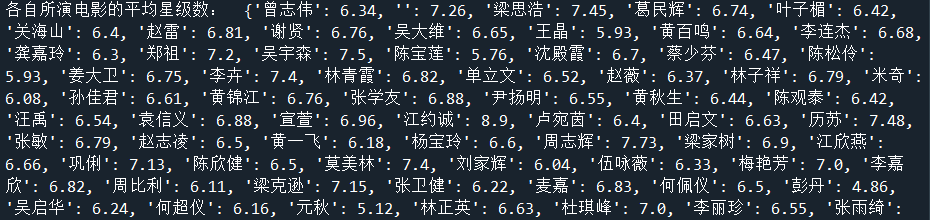 各自所演电影的平均星级数： {'曾志伟': 6.34, '': 7.26, '梁思浩': 7.45, '葛民辉': 6.74, '叶子楣': 6.42,
'关海山': 6.4, '赵雷': 6.81, '谢贤': 6.76, '吴大维': 6.65, '王晶': 5.93, '黄百鸣': 6.64, '李连杰': 6.68,
'龚嘉玲': 6.3, '郑祖': 7.2, '吴宇森': 7.5, '陈宝莲': 5.76, '沈殿霞': 6.7, '蔡少芬': 6.47, '陈松伶':
5.93, '姜大卫': 6.75, '李卉': 7.4, '林青霞': 6.82, '单立文': 6.52, '赵薇': 6.37, '林子祥': 6.79, '米奇':
6.08, '孙佳君': 6.61, '黄锦江': 6.76, '张学友': 6.88, '尹扬明': 6.55, '黄秋生': 6.44, '陈观泰': 6.42,
'汪禹': 6.54, '袁信义': 6.88, '宣萱': 6.96, '江约诚': 8.9, '卢宛茵': 6.4, '田启文': 6.63, '历苏': 7.48,
'张敏': 6.79, '赵志凌': 6.5, '黄一飞': 6.18, '杨宝玲': 6.6, '周志辉': 7.73, '梁家树': 6.9, '江欣燕':
6.66, '巩俐': 7.13, '陈欣健': 6.5, '莫美林': 7.4, '刘家辉': 6.04, '伍咏薇': 6.33, '梅艳芳': 7.0, '李嘉
欣': 6.82, '周比利': 6.11, '梁克逊': 7.15, '张卫健': 6.22, '麦嘉': 6.83, '何佩仪': 6.5, '彭丹': 4.86,
'吴启华': 6.24, '何超仪': 6.16, '元秋': 5.12, '林正英': 6.63, '杜琪峰': 7.0, '李丽珍': 6.55, '张雨绮':